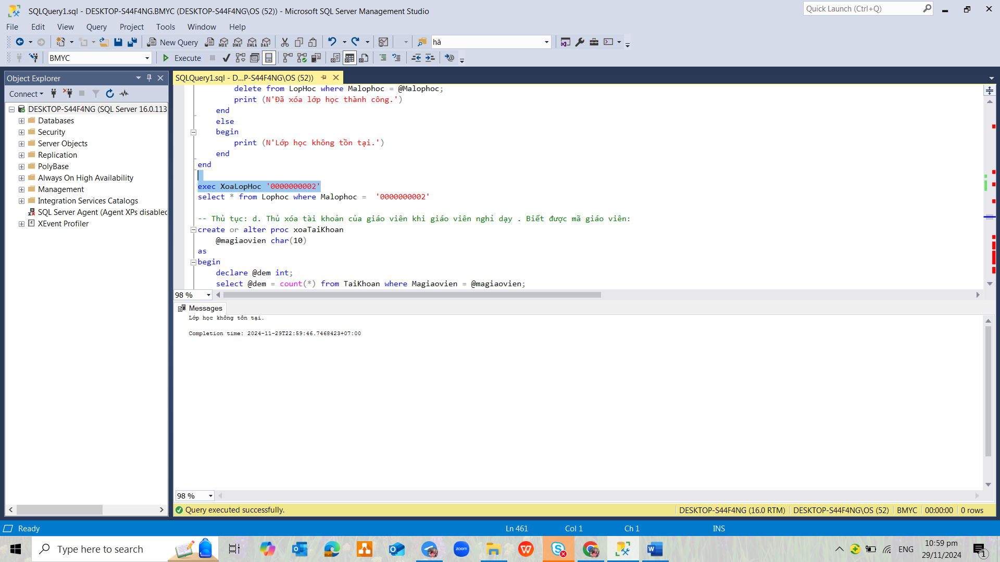 SQLQuery1.sql - DESKTOP-S44F4NG.BMYC (DESKTOP-S44F4NG\OS (52)) - Microsoft SQL Server Management Studio
Quick Launch (Ctrl+Q)
File Edit View Query Project Tools Window Help
New Query MDX DMX XMLA DAX hà
BMYC Execute
Object Explorer
SQLQuery1.sql - D...P-S44F4NG\OS (52))
Connect
DESKTOP-S44F4NG (SQL Server 16.0.113
Databases
Security
Server Objects
Replication
PolyBase
Always On High Availability
Management
Integration Services Catalogs
SQL Server Agent (Agent XPs disablec
XEvent Profiler
delete from LopHoc where Malophoc = @Malophoc;
print (N'Đã xóa lớp học thành công.')
end
else
begin
print (N'Lớp học không tồn tại.')
end
end
exec XoaLopHoc '0000000002'
select * from Lophoc where Malophoc =  '0000000002'
-- Thủ tục: d. Thủ xóa tài khoản của giáo viên khi giáo viên nghỉ dạy . Biết được mã giáo viên:
create or alter proc xoaTaiKhoan
@magiaovien char(10)
as
begin
declare @dem int;
select @dem = count(*) from TaiKhoan where Magiaovien = @magiaovien;
98 %
Messages
Lớp học không tồn tại.
Completion time: 2024-11-29T22:59:46.7468423+07:00
98 %
Query executed successfully. DESKTOP-S44F4NG (16.0 RTM) DESKTOP-S44F4NG\OS (52) BMYC 00:00:00 0 rows
Ready Ln 461 Col 1 Ch 1 INS
Type here to search zoom ENG 10:59 pm
29/11/2024 1